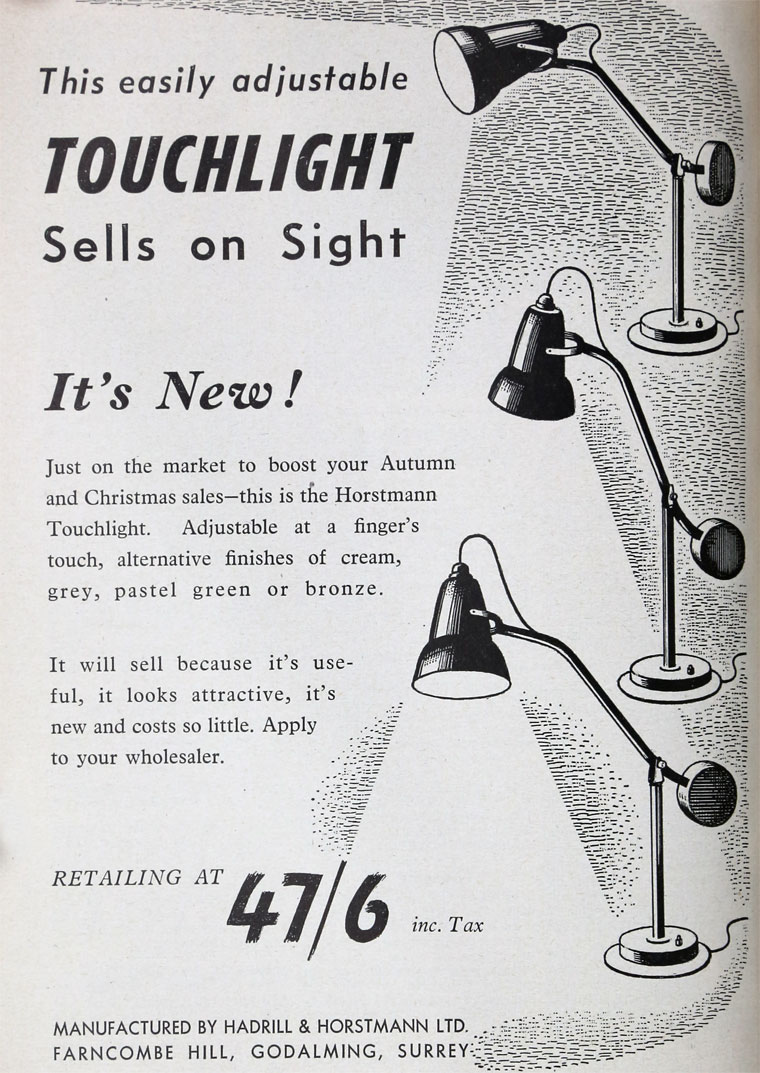 This easily adjustable
TOUCHLIGHT
Sells on Sight
It's New!
Just on the market to boost your Autumn
and Christmas sales—this is the Horstmann
Touchlight. Adjustable at a finger's
touch, alternative finishes of cream,
grey, pastel green or bronze.
It will sell because it's use-
ful, it looks attractive, it's
new and costs so little. Apply
to your wholesaler.
RETAILING AT 47/6 inc. Tax
MANUFACTURED BY HADRILL & HORSTMANN LTD.
FARNCOMBE HILL, GODALMING, SURREY